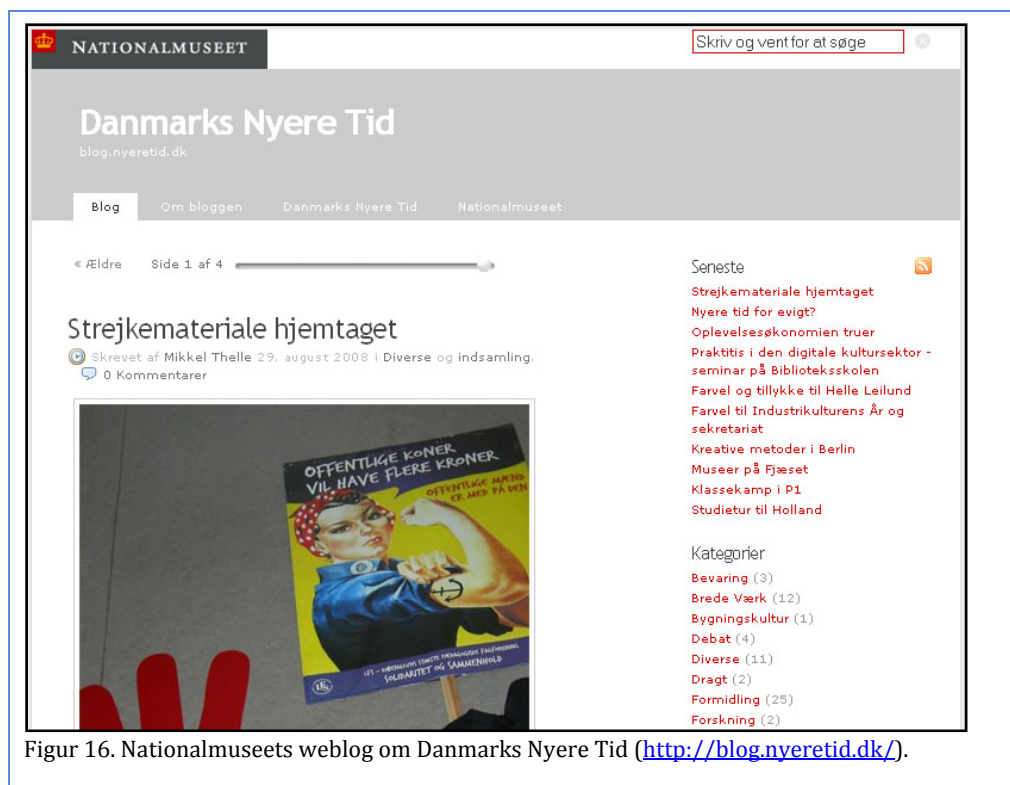 NATIONALMUSEET
Skriv og vent for at søge
Danmarks Nyere Tid
blog.nyeretid.dk
Blog Om bloggen Danmarks Nyere Tid Nationalmuseet
« Ældre Side 1 af 4
Strejkemateriale hjemtaget
Skrevet af Mikkel Thelle 29. august 2008 i Diverse og indsamling.
0 Kommentarer
OFFENTLIGE KONER
VIL HAVE FLERE KRONER
OFFENTLIGE MÆND
ER MED PÅ DEN
LFS - KØBENHAVNS STØRSTE PÆDAGOGISKE FAGFORENING
SOLIDARITET OG SAMMENHOLD
LFS
Seneste
Strejkemateriale hjemtaget
Nyere tid for evigt?
Oplevelsesøkonomien truer
Praktitis i den digitale kultursektor -
seminar på Biblioteksskolen
Farvel og tillykke til Helle Leilund
Farvel til Industrikulturens År og
sekretariat
Kreative metoder i Berlin
Museer på Fjæset
Klassekamp i P1
Studietur til Holland
Kategorier
Bevaring (3)
Brede Værk (12)
Bygningskultur (1)
Debat (4)
Diverse (11)
Dragt (2)
Formidling (25)
Forskning (2)
Figur 16. Nationalmuseets weblog om Danmarks Nyere Tid (http://blog.nyeretid.dk/).